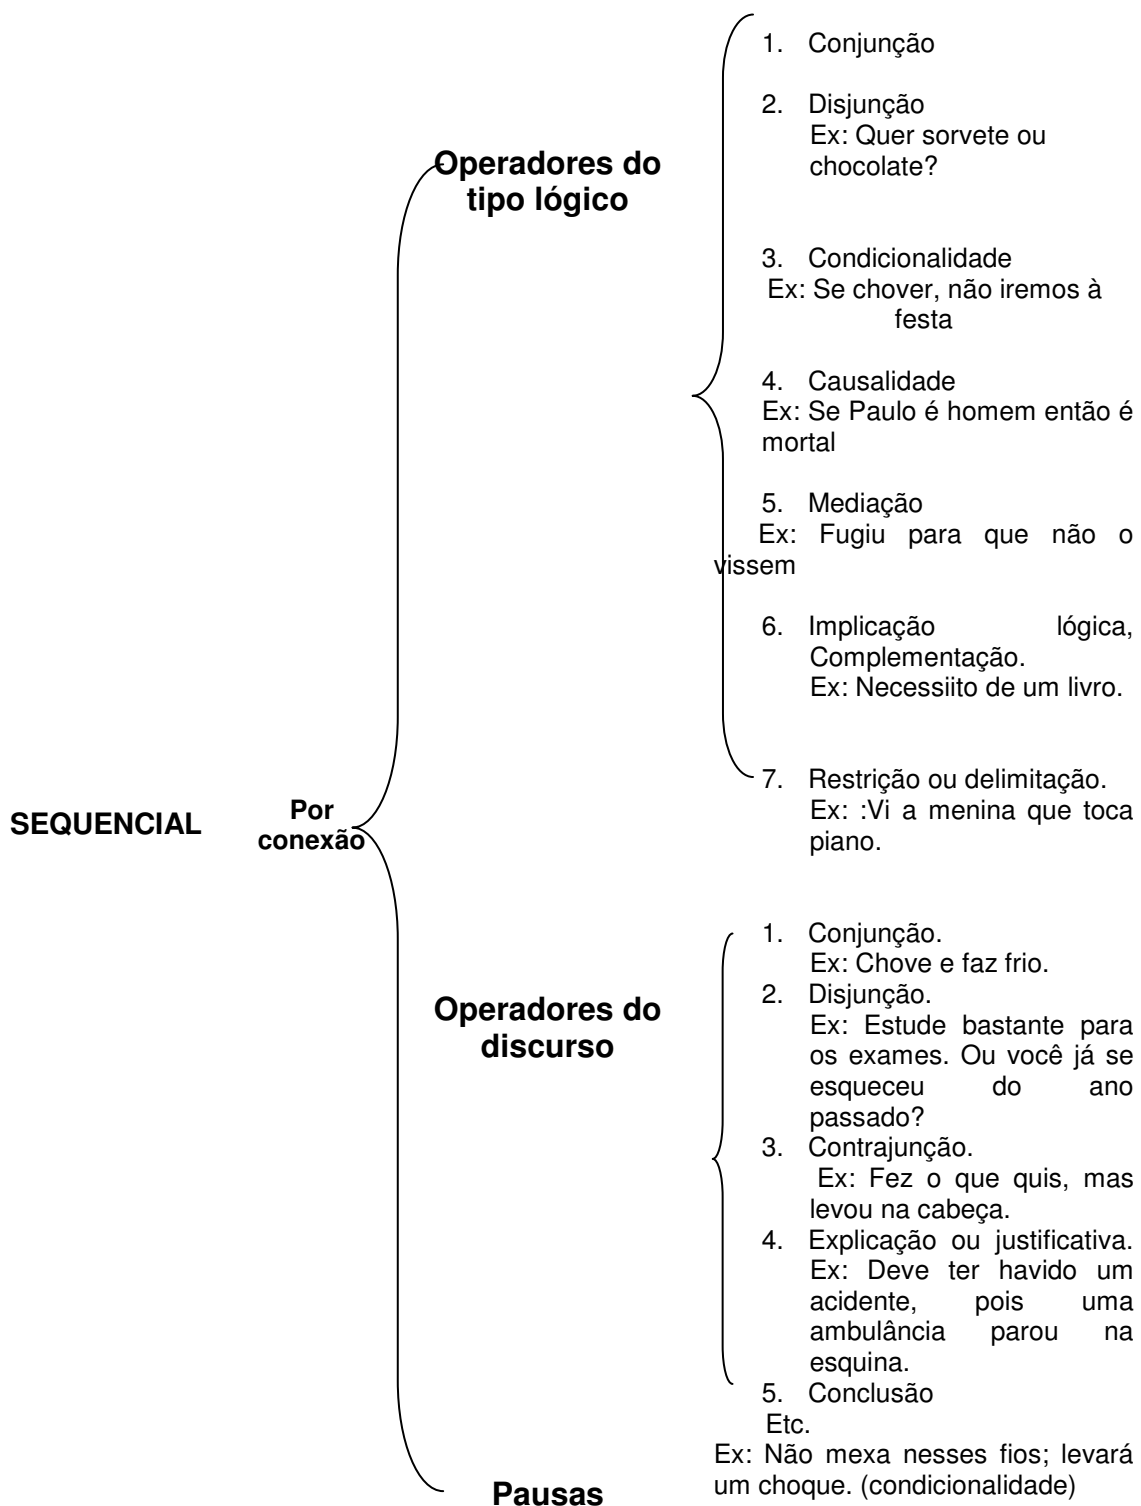 1. Conjunção
2. Disjunção
Ex: Quer sorvete ou
chocolate?
Operadores do
tipo lógico
3. Condicionalidade
Ex: Se chover, não iremos à
festa
4. Causalidade
Ex: Se Paulo é homem então é
mortal
5. Mediação
Ex: Fugiu para que não o
vissem
6. Implicação lógica,
Complementação.
Ex: Necessiito de um livro.
7. Restrição ou delimitação.
Ex: :Vi a menina que toca
piano.
SEQUENCIAL
Por
conexão
1. Conjunção.
Ex: Chove e faz frio.
2. Disjunção.
Ex: Estude bastante para
os exames. Ou você já se
esqueceu do ano
passado?
Operadores do
discurso
3. Contrajunção.
Ex: Fez o que quis, mas
levou na cabeça.
4. Explicação ou justificativa.
Ex: Deve ter havido um
acidente, pois uma
ambulância parou na
esquina.
5. Conclusão
Etc.
Ex: Não mexa nesses fios; levará
um choque. (condicionalidade)
Pausas